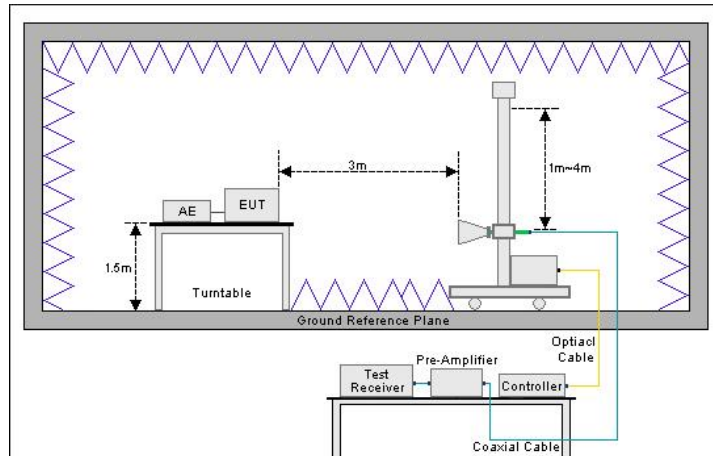 3m
1m~4m
AE
EUT
1.5m
Turntable
Ground Reference Plane
Optiacl
Cable
Pre-Amplifier
Test
Receiver
Controller
Coaxial Cable